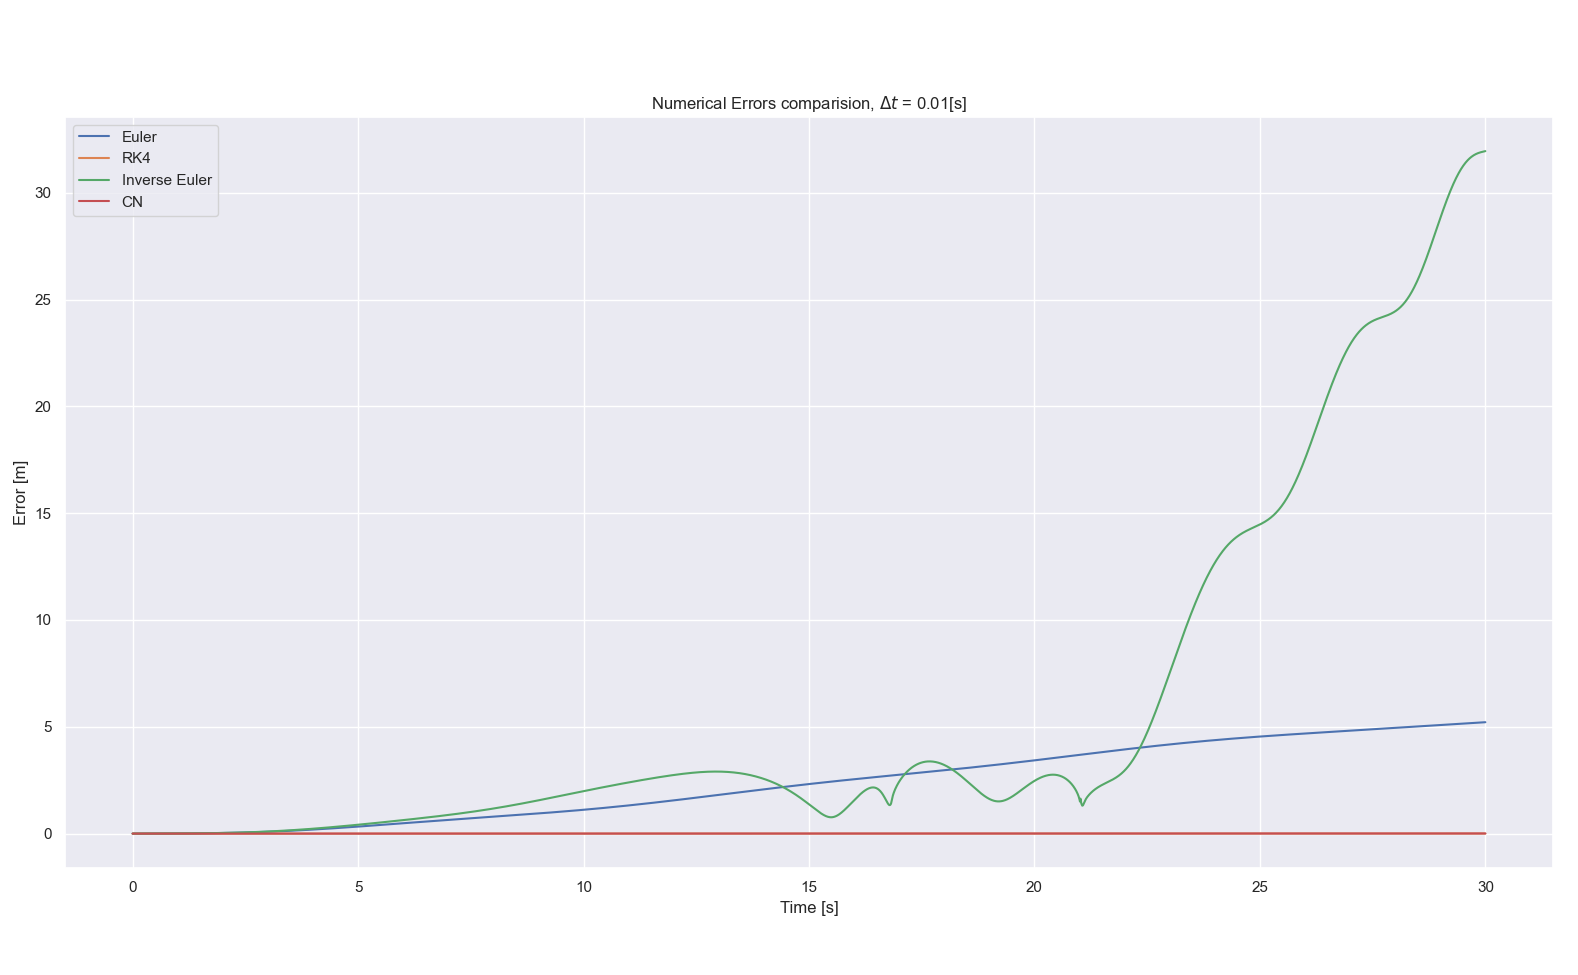 Numerical Errors comparision, Δt = 0.01[s]
Euler
RK4
Inverse Euler
CN
30
25
20
15
10
5
0
Error [m]
0 5 10 15 20 25 30
Time [s]